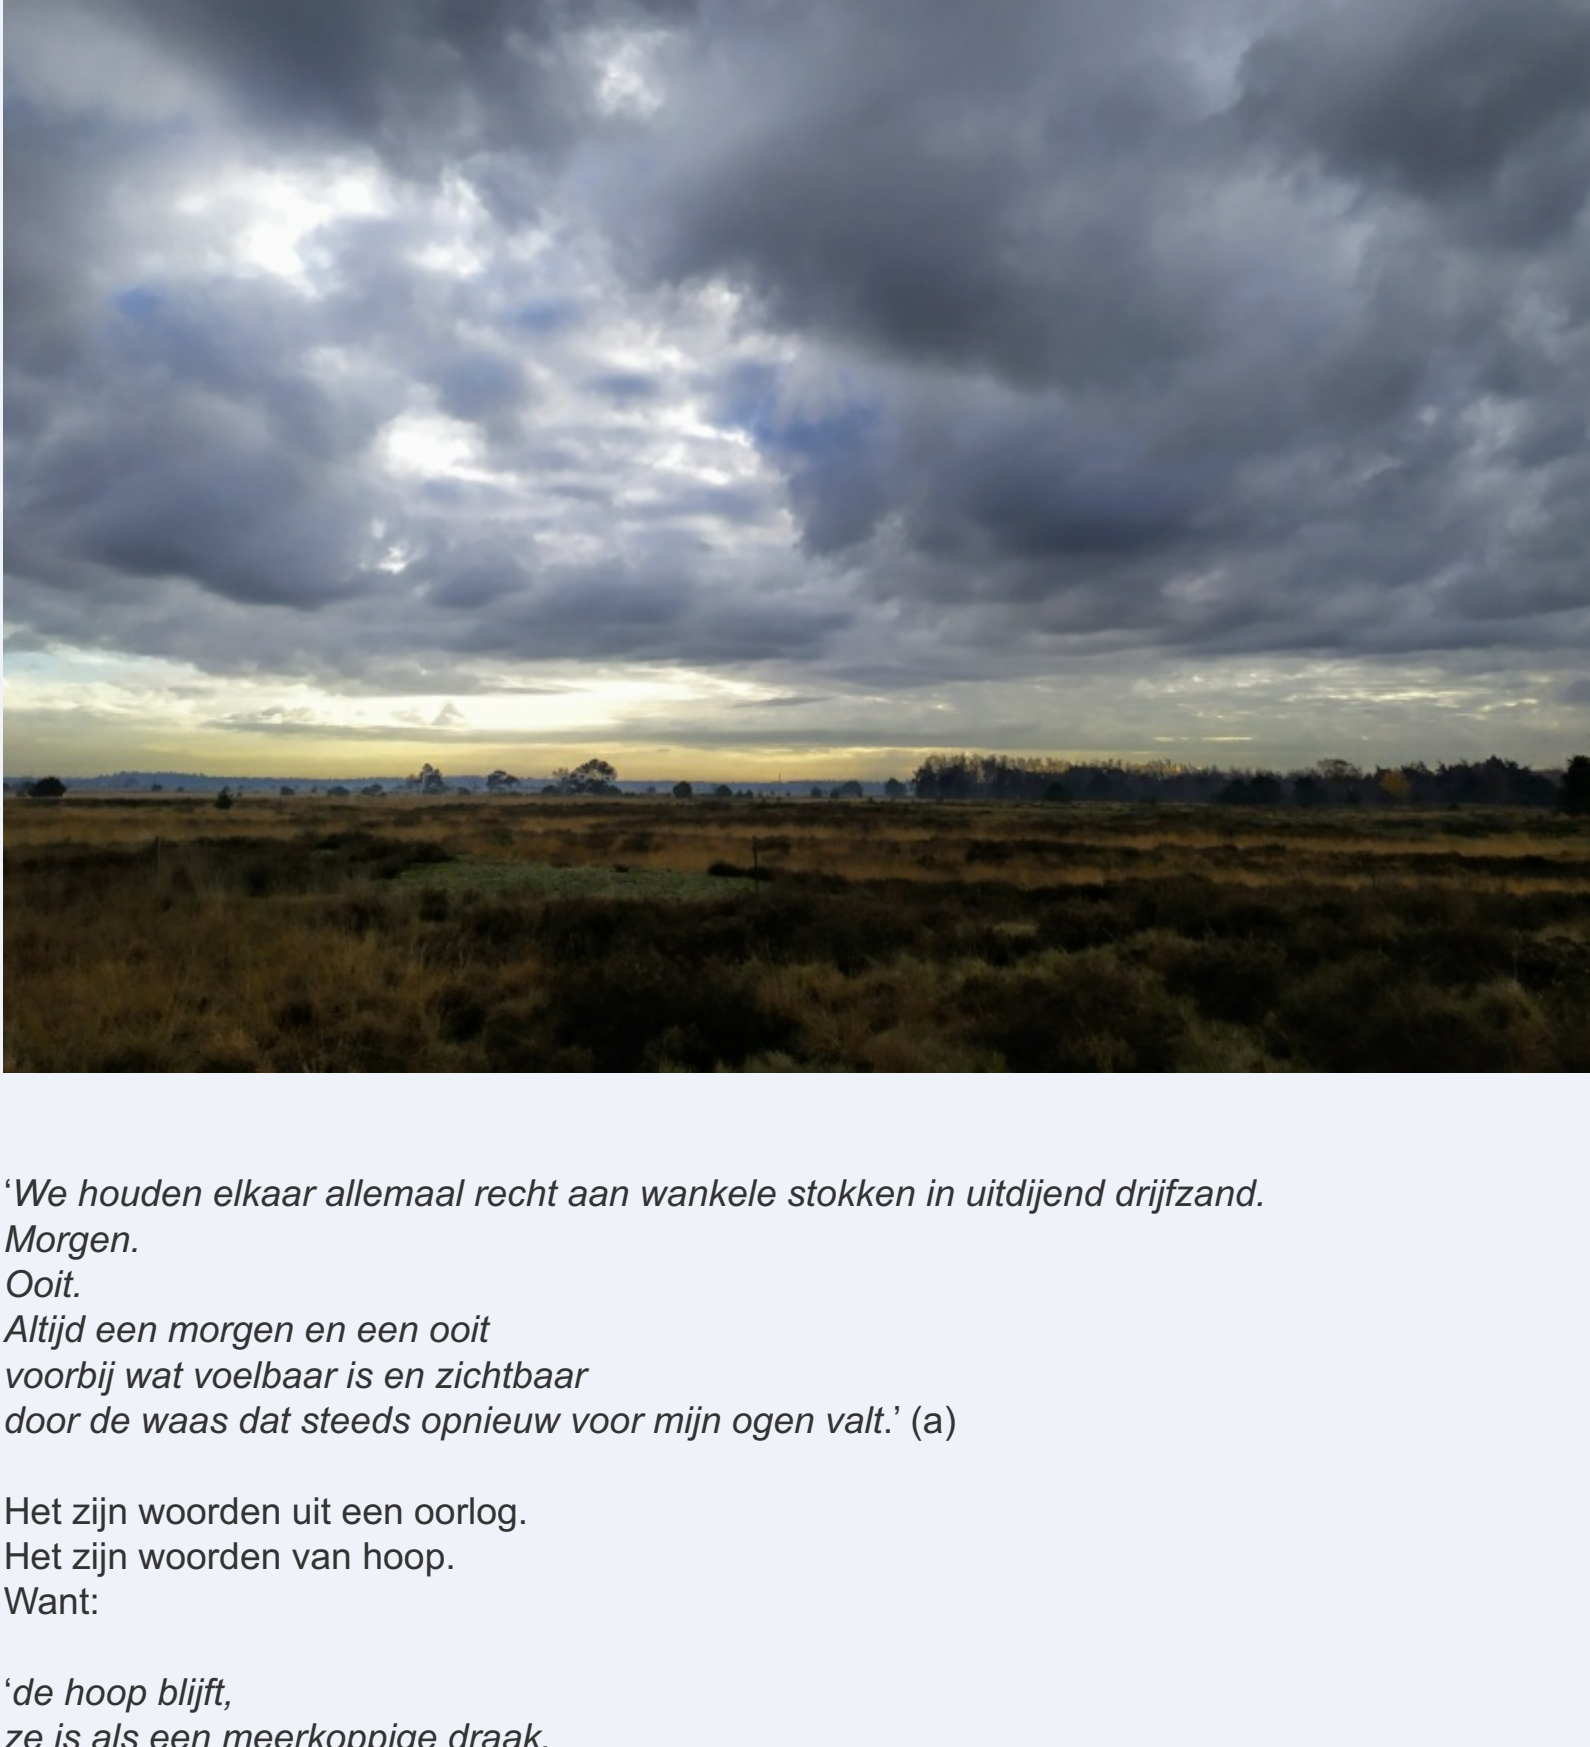 ‘We houden elkaar allemaal recht aan wankele stokken in uitdijend drijfzand.
Morgen.
Ooit.
Altijd een morgen en een ooit
voorbij wat voelbaar is en zichtbaar
door de waas dat steeds opnieuw voor mijn ogen valt.’ (a)
Het zijn woorden uit een oorlog.
Het zijn woorden van hoop.
Want:
‘de hoop blijft,
ze is als een meerkoppige draak,